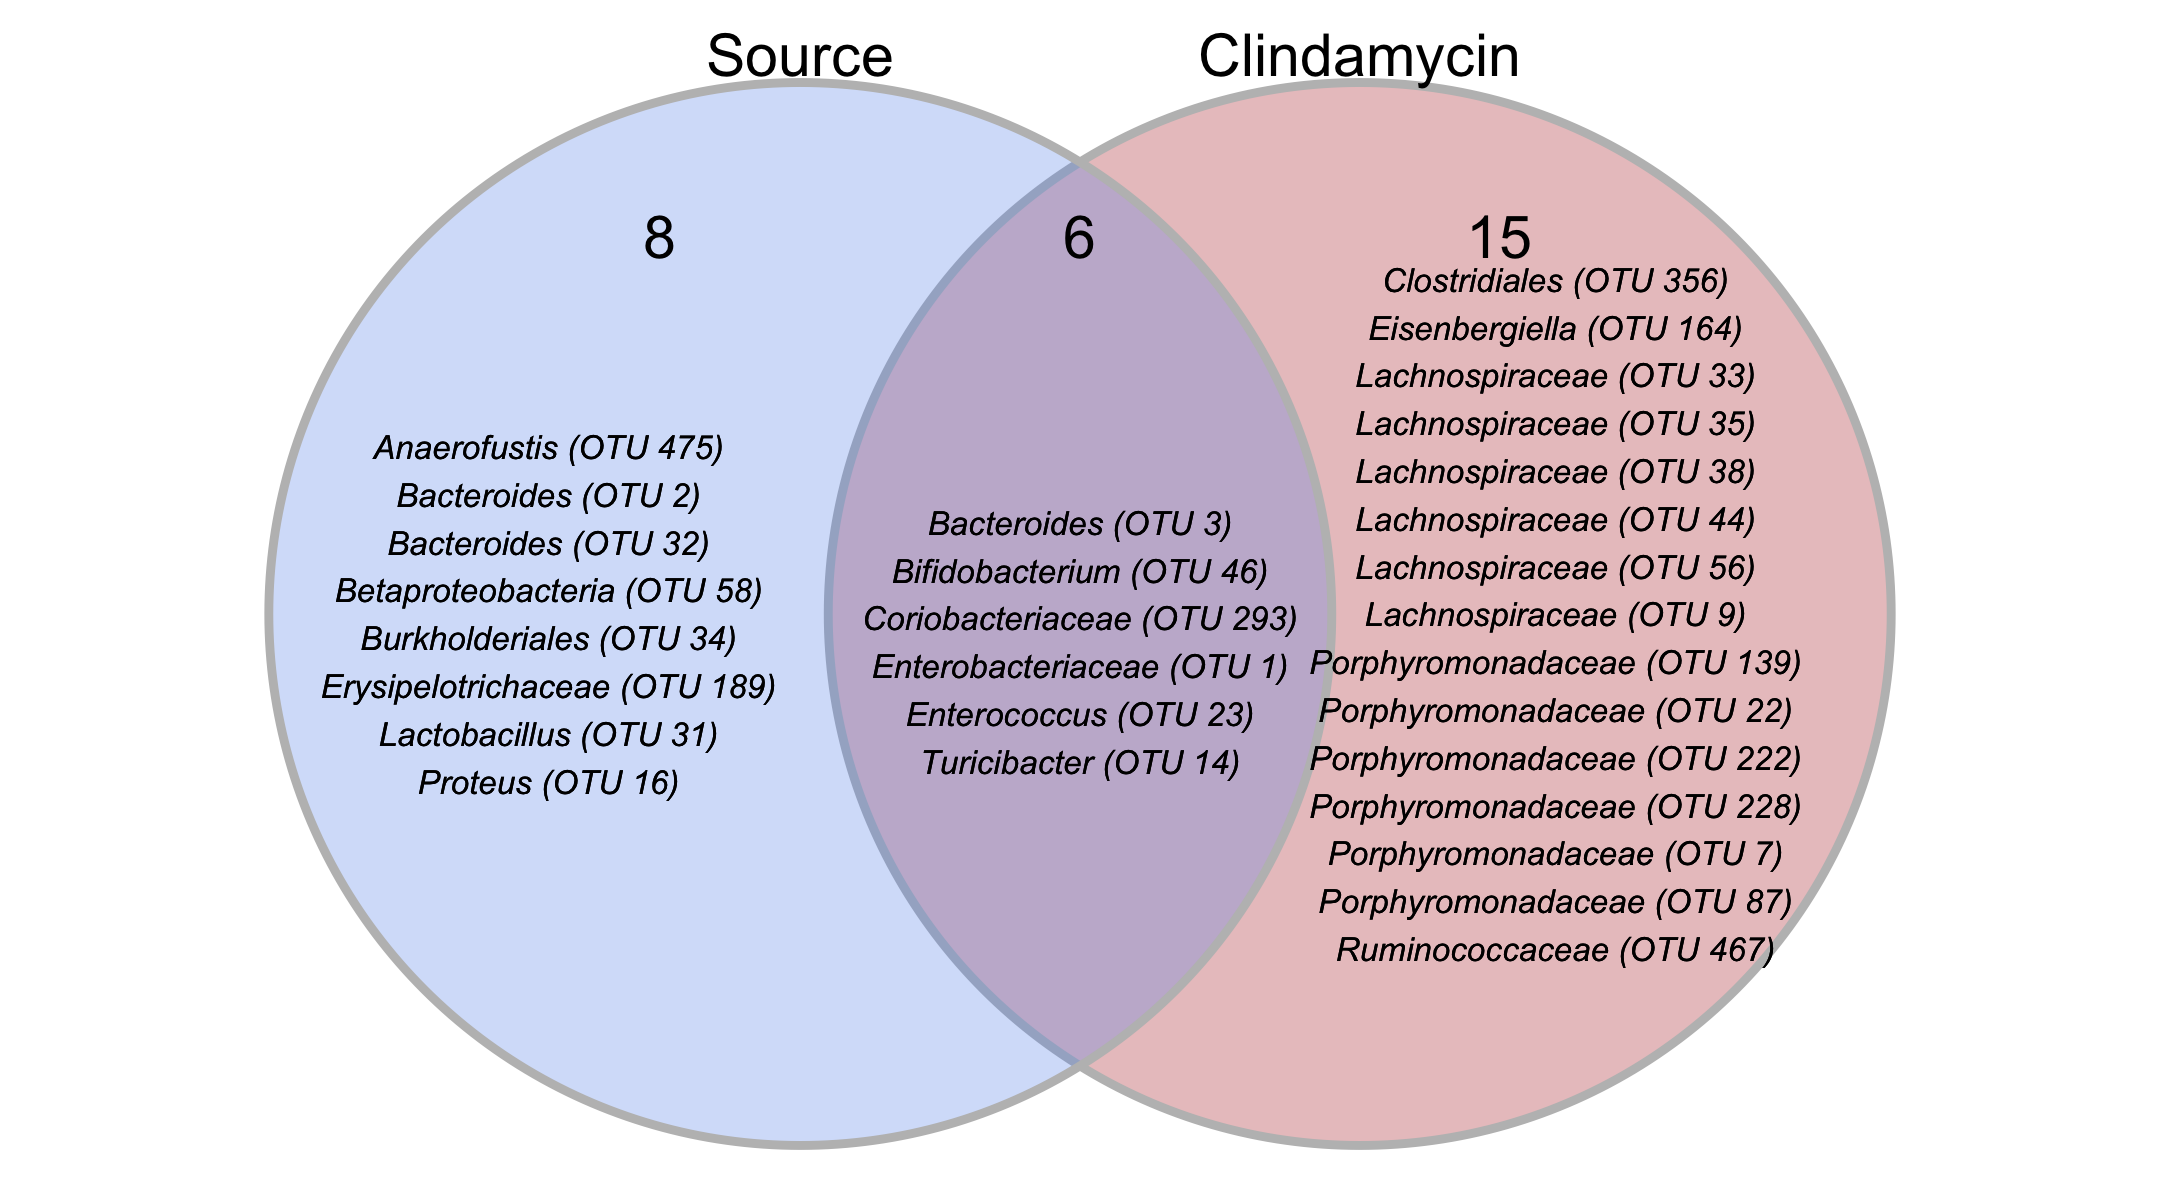 Source
Clindamycin
8
6
15
Anaerofustis (OTU 475)
Bacteroides (OTU 2)
Bacteroides (OTU 32)
Betaproteobacteria (OTU 58)
Burkholderiales (OTU 34)
Erysipelotrichaceae (OTU 189)
Lactobacillus (OTU 31)
Proteus (OTU 16)
Bacteroides (OTU 3)
Bifidobacterium (OTU 46)
Coriobacteriaceae (OTU 293)
Enterobacteriaceae (OTU 1)
Enterococcus (OTU 23)
Turicibacter (OTU 14)
Clostridiales (OTU 356)
Eisenbergiella (OTU 164)
Lachnospiraceae (OTU 33)
Lachnospiraceae (OTU 35)
Lachnospiraceae (OTU 38)
Lachnospiraceae (OTU 44)
Lachnospiraceae (OTU 56)
Lachnospiraceae (OTU 9)
Porphyromonadaceae (OTU 139)
Porphyromonadaceae (OTU 22)
Porphyromonadaceae (OTU 222)
Porphyromonadaceae (OTU 228)
Porphyromonadaceae (OTU 7)
Porphyromonadaceae (OTU 87)
Ruminococcaceae (OTU 467)